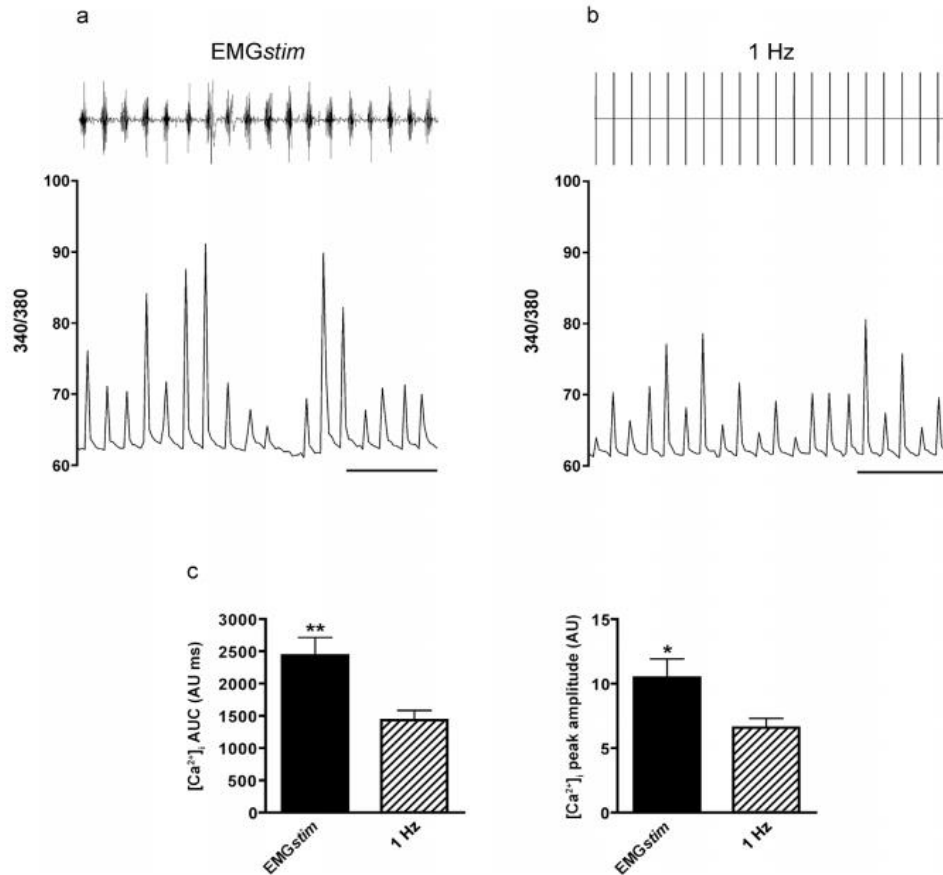 a
EMGstim
100
90
80
70
60
340/380
b
1 Hz
100
90
80
70
60
340/380
c
3000
2500
2000
1500
1000
500
0
[Ca²⁺]ᵢ AUC (AU ms)
**
EMGstim
1 Hz
15
10
5
0
[Ca²⁺]ᵢ peak amplitude (AU)
*
EMGstim
1 Hz